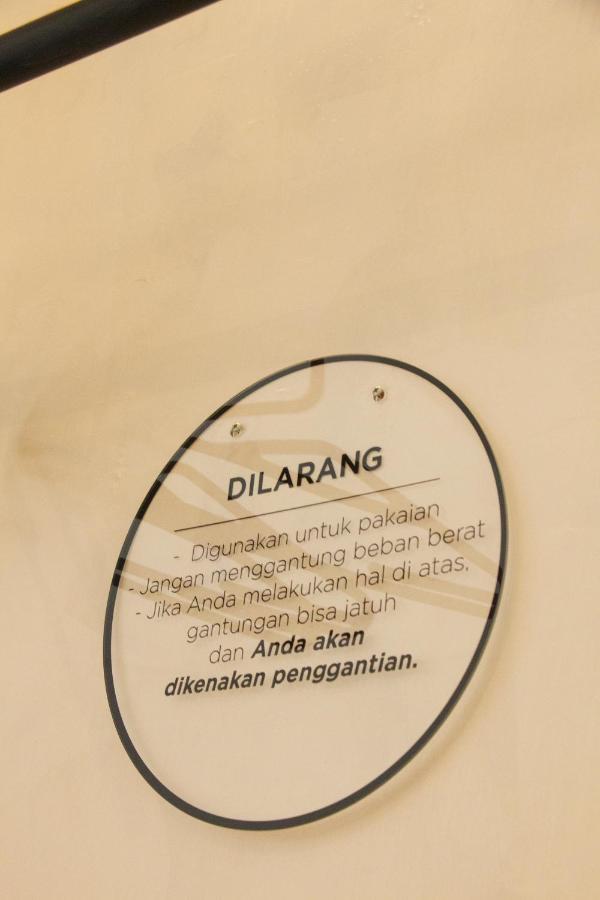 DILARANG
- Digunakan untuk pakaian
- Jangan menggantung beban berat
- Jika Anda melakukan hal di atas,
gantungan bisa jatuh
dan Anda akan
dikenakan penggantian.